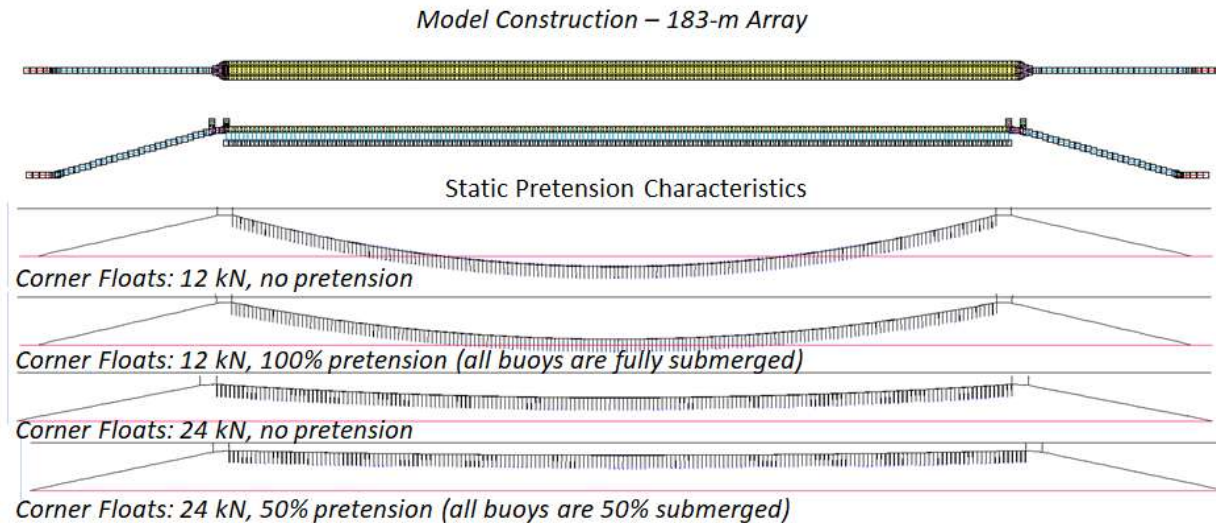 Model Construction – 183-m Array
Static Pretension Characteristics
Corner Floats: 12 kN, no pretension
Corner Floats: 12 kN, 100% pretension (all buoys are fully submerged)
Corner Floats: 24 kN, no pretension
Corner Floats: 24 kN, 50% pretension (all buoys are 50% submerged)